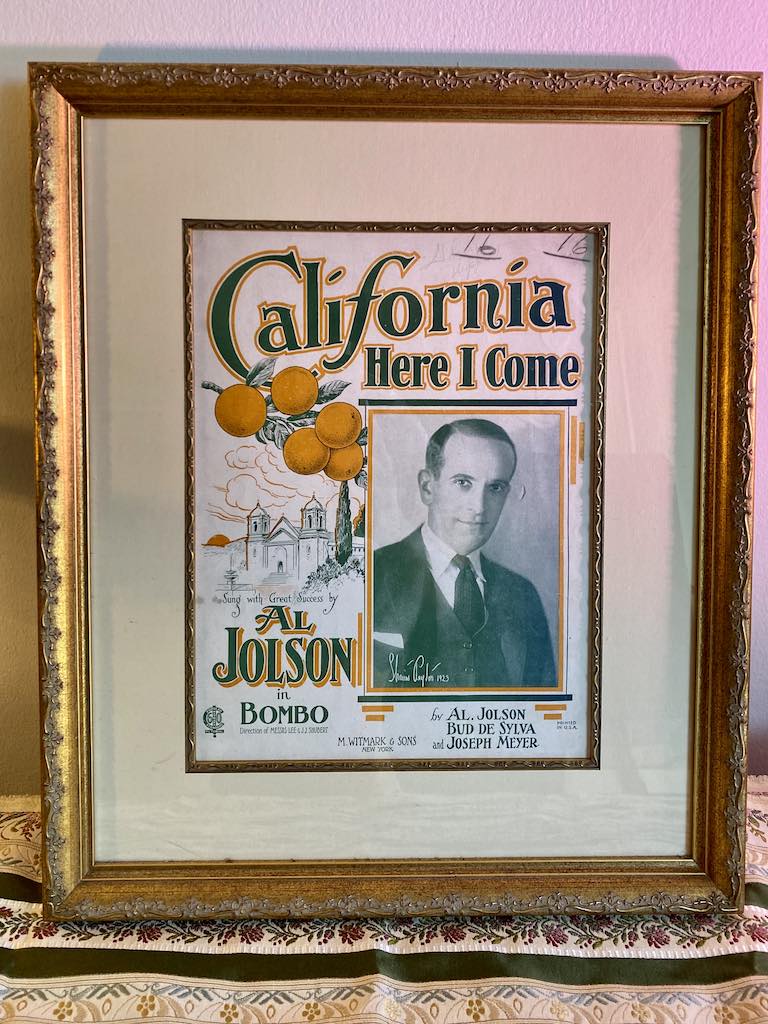 16 16
California
Here I Come
Sung with Great Success by
AL
JOLSON
in
BOMBO
Direction of MESSRS LEE & J.J. SHUBERT
M. WITMARK & SONS
NEW YORK
1923
by AL. JOLSON
BUD DE SYLVA
and JOSEPH MEYER
PRINTED
IN U.S.A.